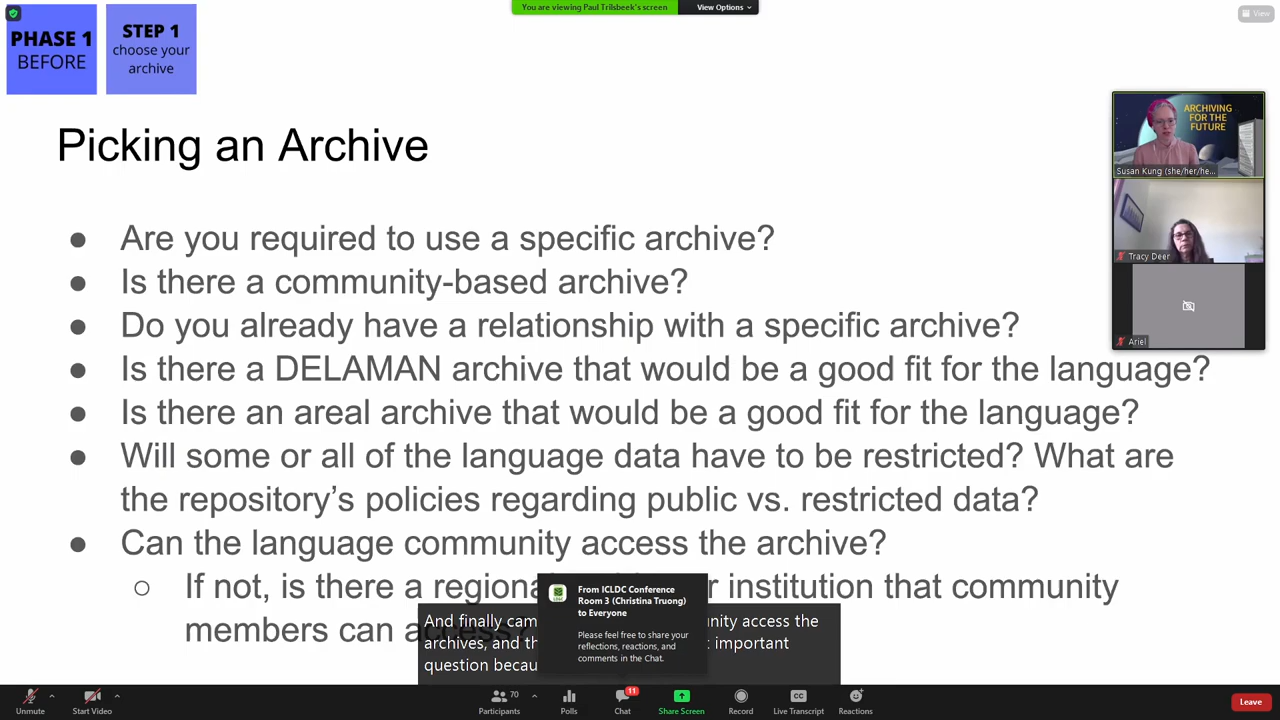 You are viewing Paul Trilsbeek's screen
View Options
View
PHASE 1
BEFORE
STEP 1
choose your
archive
Picking an Archive
ARCHIVING
FOR THE
FUTURE
Susan Kung (she/her/he...
Tracy Deer
Ariel
● Are you required to use a specific archive?
● Is there a community-based archive?
● Do you already have a relationship with a specific archive?
● Is there a DELAMAN archive that would be a good fit for the language?
● Is there an areal archive that would be a good fit for the language?
● Will some or all of the language data have to be restricted? What are
the repository's policies regarding public vs. restricted data?
● Can the language community access the archive?
○ If not, is there a institution that community
members can access?
From ICLDC Conference
Room 3 (Christina Truong)
to Everyone
Please feel free to share your
reflections, reactions, and
comments in the Chat.
And finally access the
archives, and important
question
Unmute
Start Video
70
Participants
Polls
11
Chat
Share Screen
Record
CC
Live Transcript
Reactions
Leave